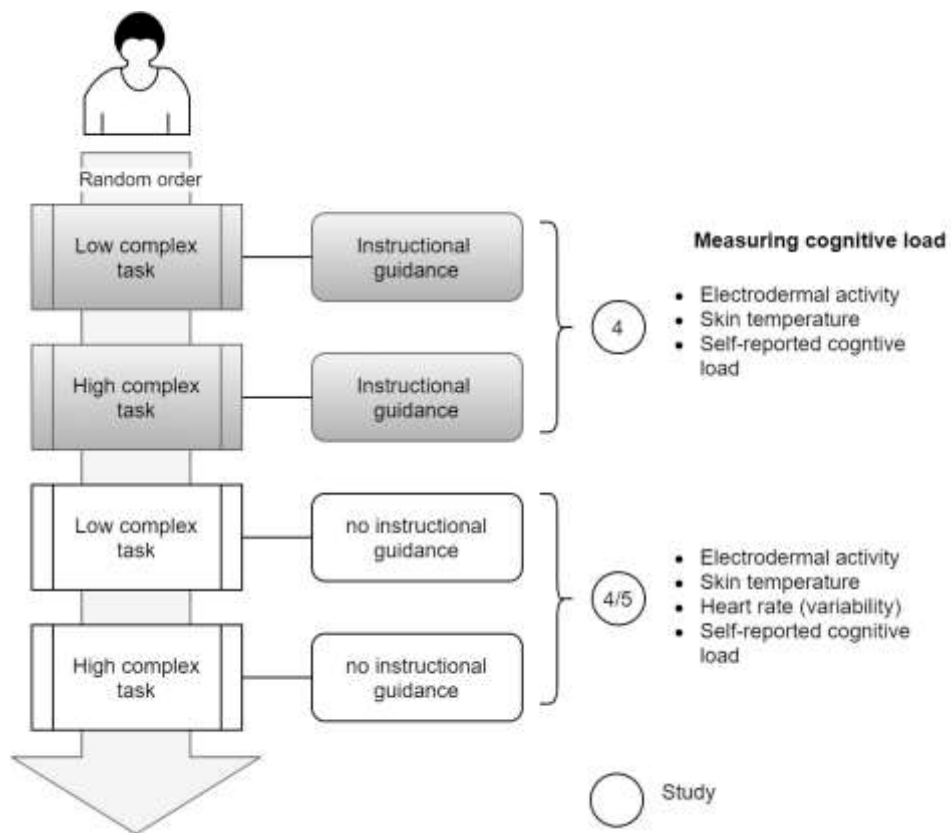 Random order
Low complex
task
Instructional
guidance
High complex
task
Instructional
guidance
4
Measuring cognitive load
• Electrodermal activity
• Skin temperature
• Self-reported cogntive
load
Low complex
task
no instructional
guidance
High complex
task
no instructional
guidance
4/5
• Electrodermal activity
• Skin temperature
• Heart rate (variability)
• Self-reported cognitive
load
Study